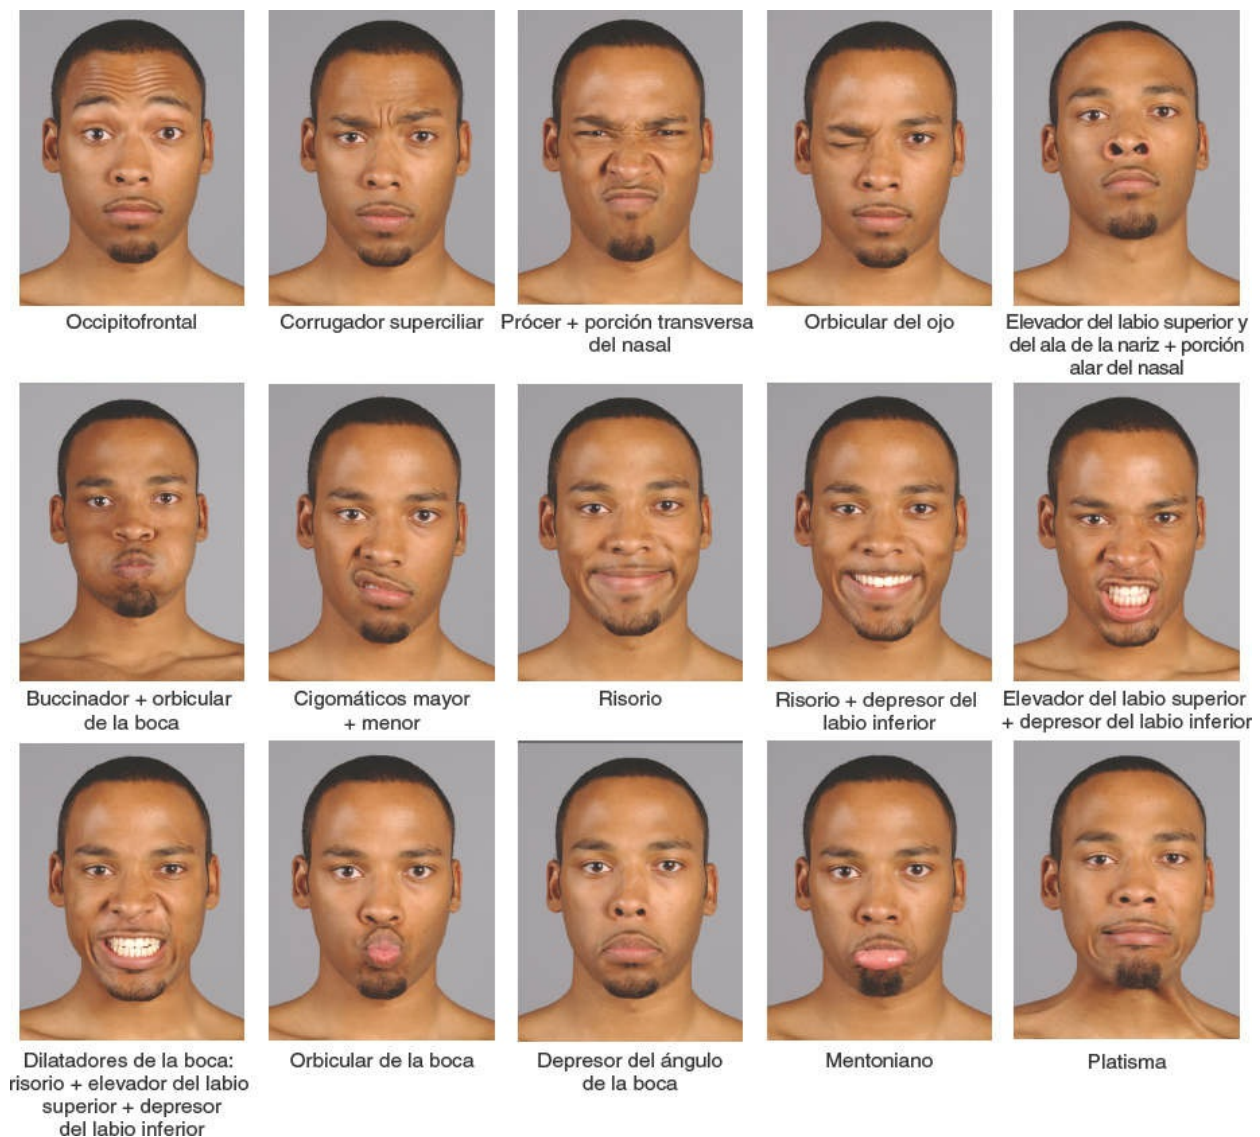 Occipitofrontal
Corrugador superciliar
Prócer + porción transversa
del nasal
Orbicular del ojo
Elevador del labio superior y
del ala de la nariz + porción
alar del nasal
Buccinador + orbicular
de la boca
Cigomáticos mayor
+ menor
Risorio
Risorio + depresor del
labio inferior
Elevador del labio superior
+ depresor del labio inferior
Dilatadores de la boca:
risorio + elevador del labio
superior + depresor
del labio inferior
Orbicular de la boca
Depresor del ángulo
de la boca
Mentoniano
Platisma